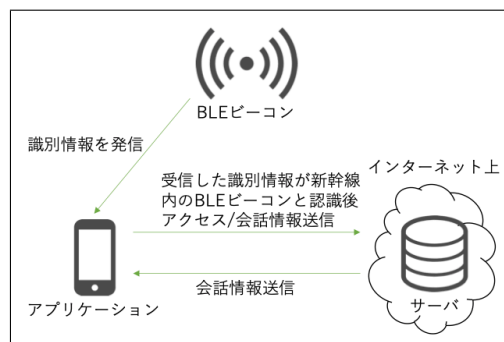 BLEビーコン
識別情報を発信
インターネット上
受信した識別情報が新幹線
内のBLEビーコンと認識後
アクセス/会話情報送信
会話情報送信
アプリケーション
サーバ